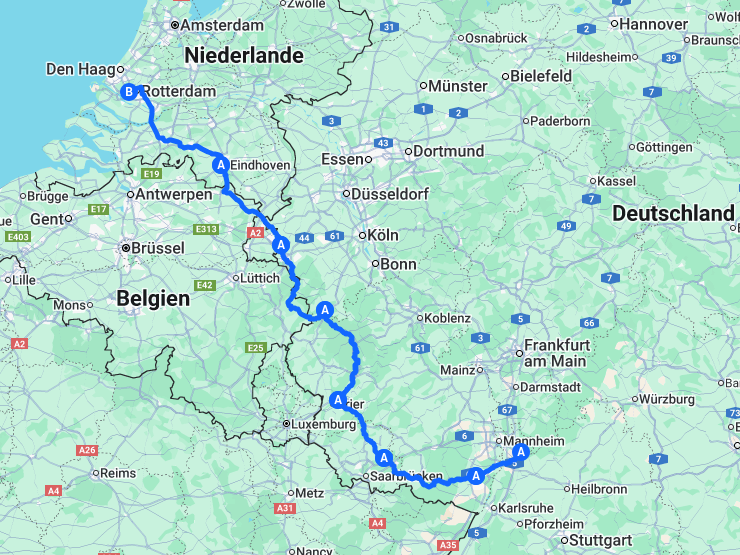 Zwolle
Amsterdam
31
2
Hannover
Wolf
Osnabrück
Braunsch
Niederlande
Hildesheim
39
Den Haag
Bielefeld
Münster
7
B
Rotterdam
1
2
3
Paderborn
43
Göttingen
Essen
Dortmund
A
Eindhoven
E19
Kassel
Brügge
Antwerpen
Düsseldorf
7
E17
Deutschland
Gent
49
E313
A2
44
61
Köln
E403
A
Brüssel
Bonn
5
7
Lüttich
Lille
E42
Belgien
Mons
A
Koblenz
5
66
A2
3
E25
61
Frankfurt
am Main
Mainz
Darmstadt
A
rier
Würzburg
73
67
Luxemburg
6
Mannheim
A26
A
A
5
7
Reims
Saarbrücken
A
A4
Metz
Heilbronn
Karlsruhe
A31
A4
Pforzheim
5
A35
Stuttgart
Nancy